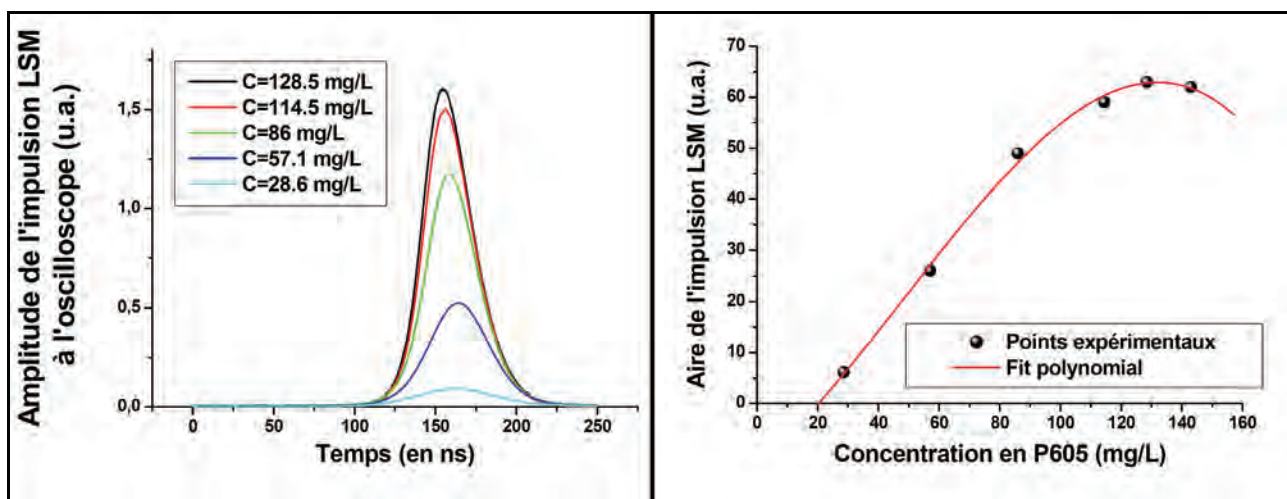 Amplitude de l'impulsion LSM
à l'oscilloscope (u.a.)
1,5
1,0
0,5
0,0
C=128.5 mg/L
C=114.5 mg/L
C=86 mg/L
C=57.1 mg/L
C=28.6 mg/L
0 50 100 150 200 250
Temps (en ns)
Aire de l'impulsion LSM (u.a.)
70
60
50
40
30
20
10
0
Points expérimentaux
Fit polynomial
0 20 40 60 80 100 120 140 160
Concentration en P605 (mg/L)